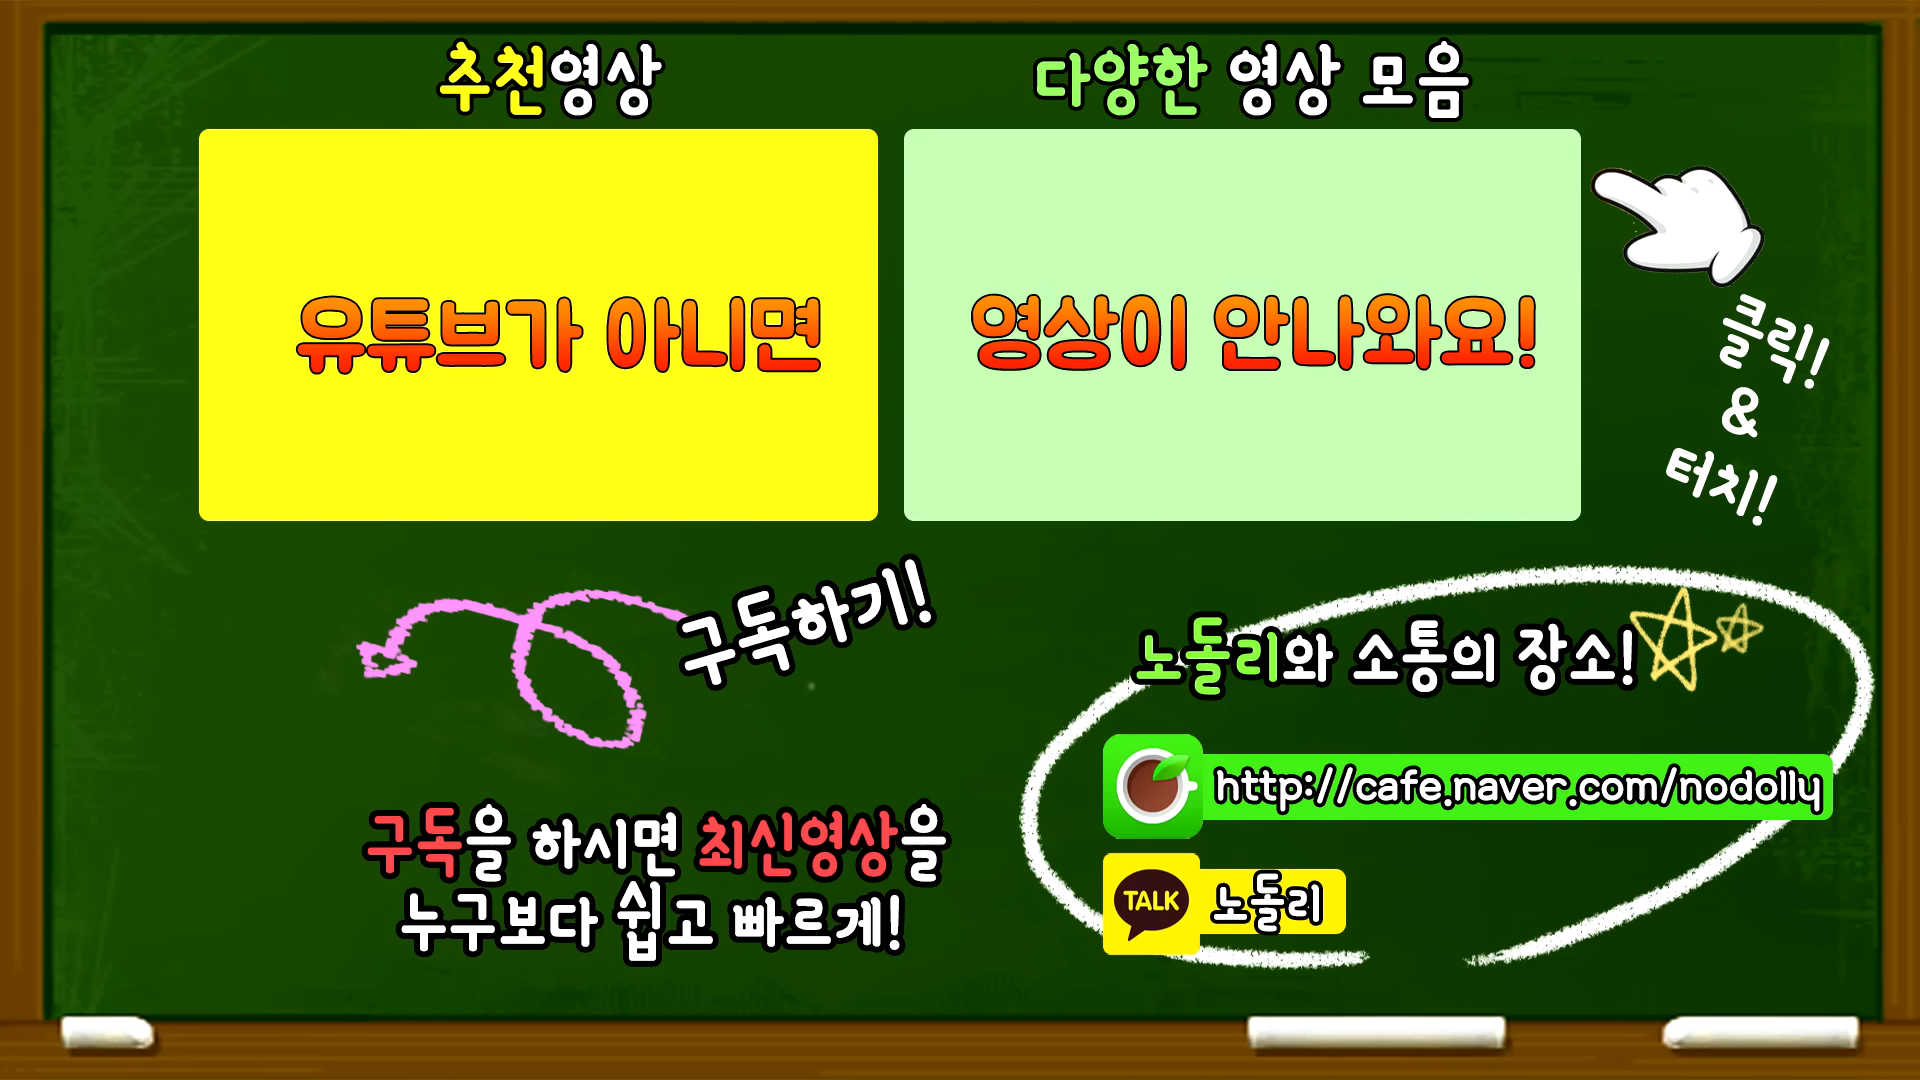 추천영상
다양한 영상 모음
유튜브가 아니면
영상이 안나와요!
클릭!
&
터치!
구독하기!
노돌리와 소통의 장소!
http://cafe.naver.com/nodolly
TALK 노돌리
구독을 하시면 최신영상을
누구보다 쉽고 빠르게!